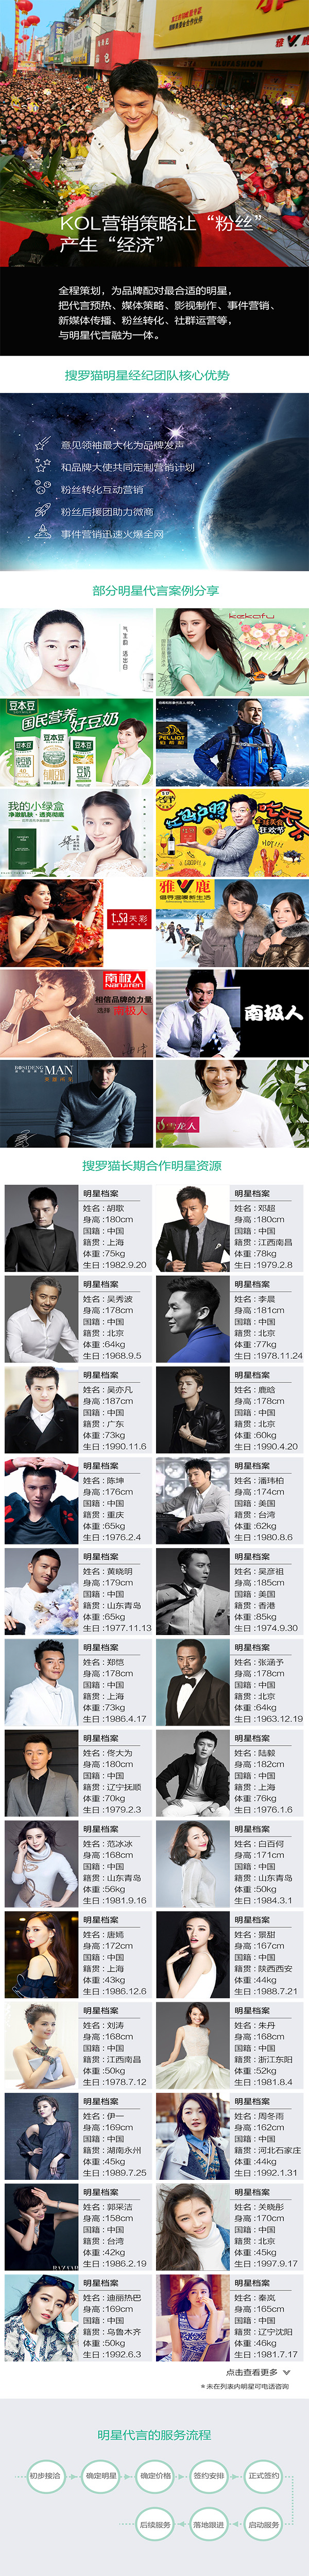 KOL营销策略让“粉丝”
产生“经济”
全程策划，为品牌配对最合适的明星，
把代言预热、媒体策略、影视制作、事件营销、
新媒体传播、粉丝转化、社群运营等，
与明星代言融为一体。
搜罗猫明星经纪团队核心优势
意见领袖最大化为品牌发声
和品牌大使共同定制营销计划
粉丝转化互动营销
粉丝后援团助力微商
事件营销迅速火爆全网
部分明星代言案例分享
气生韵 透出白
kakafu
豆本豆
国民营养 好豆奶
PELLIOT
我的小绿盒
净澈肌肤·透亮彻底
吃天下
t.sa 天彩
雅鹿
倡导温暖新生活
南极人
Nanjiren
相信品牌的力量
选择 南极人
南极人
BOSIDENG MAN
搜罗猫长期合作明星资源
明星档案
姓名：胡歌
身高：180cm
国籍：中国
籍贯：上海
体重：75kg
生日：1982.9.20
明星档案
姓名：邓超
身高：180cm
国籍：中国
籍贯：江西南昌
体重：78kg
生日：1979.2.8
明星档案
姓名：吴秀波
身高：178cm
国籍：中国
籍贯：北京
体重：64kg
生日：1968.9.5
明星档案
姓名：李晨
身高：181cm
国籍：中国
籍贯：北京
体重：77kg
生日：1978.11.24
明星档案
姓名：吴亦凡
身高：187cm
国籍：中国
籍贯：广东
体重：73kg
生日：1990.11.6
明星档案
姓名：鹿晗
身高：178cm
国籍：中国
籍贯：北京
体重：60kg
生日：1990.4.20
明星档案
姓名：陈坤
身高：176cm
国籍：中国
籍贯：重庆
体重：65kg
生日：1976.2.4
明星档案
姓名：潘玮柏
身高：174cm
国籍：美国
籍贯：台湾
体重：62kg
生日：1980.8.6
明星档案
姓名：黄晓明
身高：179cm
国籍：中国
籍贯：山东青岛
体重：65kg
生日：1977.11.13
明星档案
姓名：吴彦祖
身高：185cm
国籍：美国
籍贯：香港
体重：85kg
生日：1974.9.30
明星档案
姓名：郑恺
身高：178cm
国籍：中国
籍贯：上海
体重：73kg
生日：1986.4.17
明星档案
姓名：张涵予
身高：178cm
国籍：中国
籍贯：北京
体重：64kg
生日：1963.12.19
明星档案
姓名：佟大为
身高：180cm
国籍：中国
籍贯：辽宁抚顺
体重：70kg
生日：1979.2.3
明星档案
姓名：陆毅
身高：182cm
国籍：中国
籍贯：上海
体重：76kg
生日：1976.1.6
明星档案
姓名：范冰冰
身高：168cm
国籍：中国
籍贯：山东青岛
体重：56kg
生日：1981.9.16
明星档案
姓名：白百何
身高：171cm
国籍：中国
籍贯：山东青岛
体重：50kg
生日：1984.3.1
明星档案
姓名：唐嫣
身高：172cm
国籍：中国
籍贯：上海
体重：43kg
生日：1986.12.6
明星档案
姓名：景甜
身高：167cm
国籍：中国
籍贯：陕西西安
体重：44kg
生日：1988.7.21
明星档案
姓名：刘涛
身高：168cm
国籍：中国
籍贯：江西南昌
体重：50kg
生日：1978.7.12
明星档案
姓名：朱丹
身高：168cm
国籍：中国
籍贯：浙江东阳
体重：52kg
生日：1981.8.4
明星档案
姓名：伊一
身高：169cm
国籍：中国
籍贯：湖南永州
体重：45kg
生日：1989.7.25
明星档案
姓名：周冬雨
身高：162cm
国籍：中国
籍贯：河北石家庄
体重：44kg
生日：1992.1.31
明星档案
姓名：郭采洁
身高：158cm
国籍：中国
籍贯：台湾
体重：42kg
生日：1986.2.19
明星档案
姓名：关晓彤
身高：170cm
国籍：中国
籍贯：北京
体重：45kg
生日：1997.9.17
明星档案
姓名：迪丽热巴
身高：169cm
国籍：中国
籍贯：乌鲁木齐
体重：50kg
生日：1992.6.3
明星档案
姓名：秦岚
身高：165cm
国籍：中国
籍贯：辽宁沈阳
体重：46kg
生日：1981.7.17
点击查看更多
*未在列表内明星可电话咨询
明星代言的服务流程
初步接洽
确定明星
确定价格
签约安排
正式签约
后续服务
落地跟进
启动服务